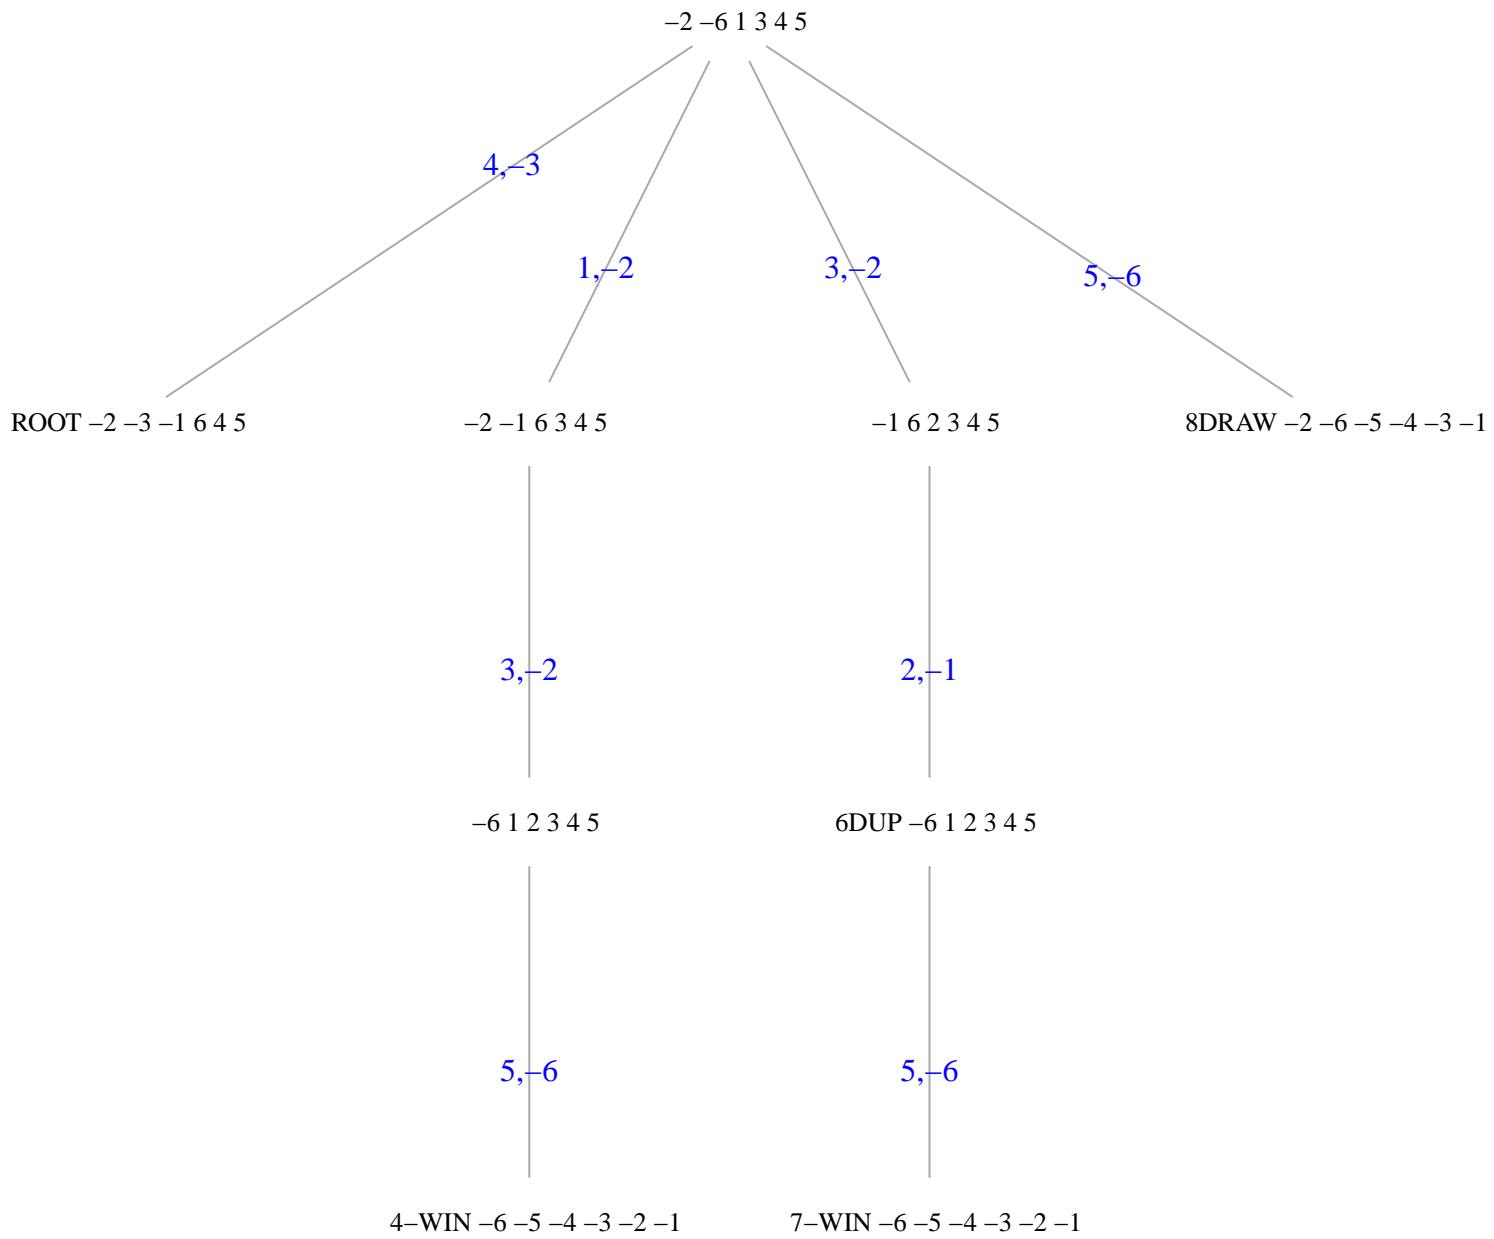 –2 –6 1 3 4 5
4,–3
1,–2
3,–2
5,–6
ROOT –2 –3 –1 6 4 5
–2 –1 6 3 4 5
–1 6 2 3 4 5
8DRAW –2 –6 –5 –4 –3 –1
3,–2
2,–1
–6 1 2 3 4 5
6DUP –6 1 2 3 4 5
5,–6
5,–6
4–WIN –6 –5 –4 –3 –2 –1
7–WIN –6 –5 –4 –3 –2 –1